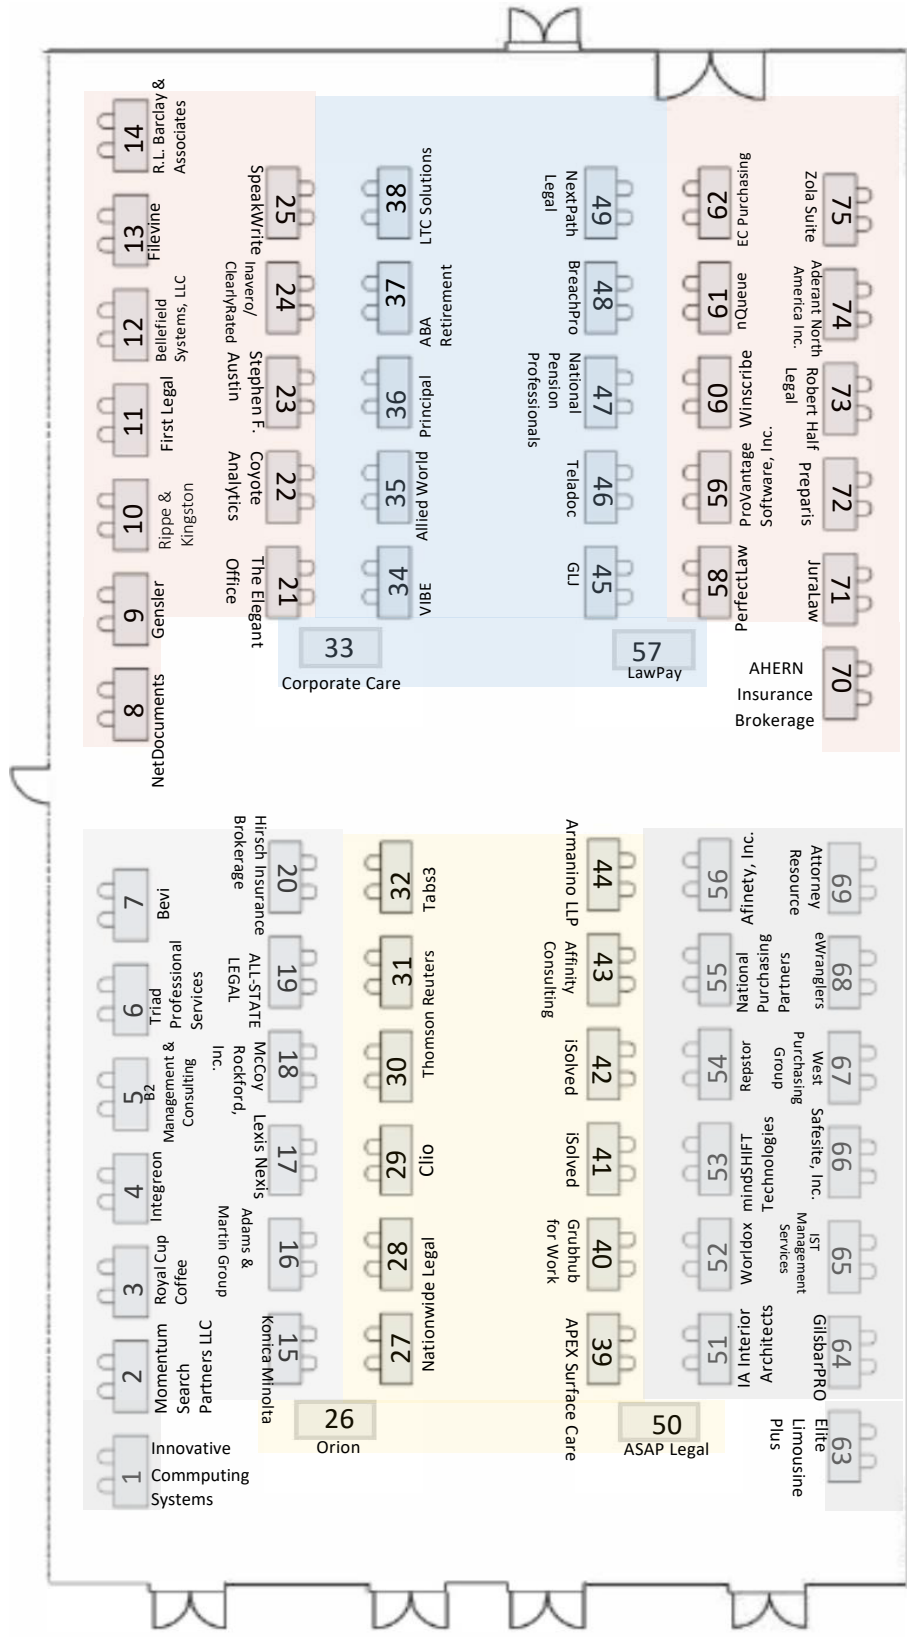 14
R.L. Barclay &
Associates
13
Filevine
12
Bellefield
Systems, LLC
11
First Legal
10
Rippe &
Kingston
9
Gensler
8
NetDocuments
25
SpeakWrite
24
Inavero/
ClearlyRated
23
Stephen F.
Austin
22
Coyote
Analytics
21
The Elegant
Office
38
LTC Solutions
37
ABA
Retirement
36
Principal
35
Allied World
34
VIBE
33
Corporate Care
49
NextPath
Legal
48
BreachPro
47
National
Pension
Professionals
46
Teladoc
45
GLJ
57
LawPay
62
EC Purchasing
61
nQueue
60
Winscribe
59
ProVantage
Software, Inc.
58
PerfectLaw
75
Zola Suite
74
Aderant North
America Inc.
73
Robert Half
Legal
72
Preparis
71
JuraLaw
70
AHERN
Insurance
Brokerage
7
Bevi
6
Triad
Professional
Services
5
B2
Management &
Consulting
4
Integreon
3
Royal Cup
Coffee
2
Momentum
Search
Partners LLC
1
Innovative
Commputing
Systems
20
Hirsch Insurance
Brokerage
19
ALL-STATE
LEGAL
18
McCoy
Rockford,
Inc.
17
Lexis Nexis
16
Adams &
Martin Group
15
Konica Minolta
32
Tabs3
31
Thomson Reuters
30
29
Clio
28
Nationwide Legal
27
26
Orion
44
Armanino LLP
43
Affinity
Consulting
42
iSolved
41
iSolved
40
Grubhub
for Work
39
APEX Surface Care
50
ASAP Legal
56
Afinety, Inc.
55
National
Purchasing
Partners
54
Repstor
53
mindSHIFT
Technologies
52
Worldox
51
IA Interior
Architects
69
Attorney
Resource
68
eWranglers
67
West
Purchasing
Group
66
Safesite, Inc.
65
IST
Management
Services
64
GilsbarPRO
63
Elite
Limousine
Plus